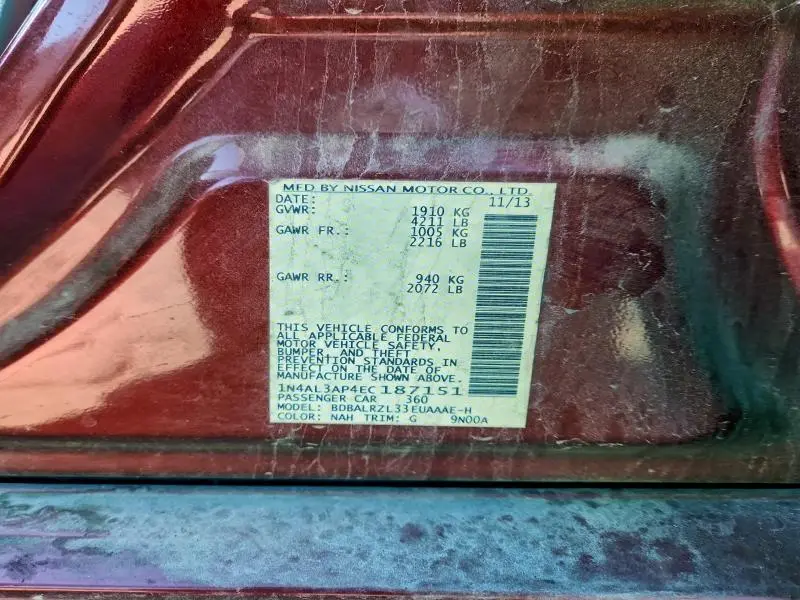 MFD BY NISSAN MOTOR CO., LTD.
DATE: 11/13
GVWR: 1910 KG
4211 LB
GAWR FR.: 1005 KG
2216 LB
GAWR RR.: 940 KG
2072 LB
THIS VEHICLE CONFORMS TO
ALL APPLICABLE FEDERAL
MOTOR VEHICLE SAFETY,
BUMPER, AND THEFT
PREVENTION STANDARDS IN
EFFECT ON THE DATE OF
MANUFACTURE SHOWN ABOVE.
1N4AL3AP4EC187151
PASSENGER CAR 360
MODEL: BDBALRZL33EUAAAE-H
COLOR: NAH TRIM: G 9N00A